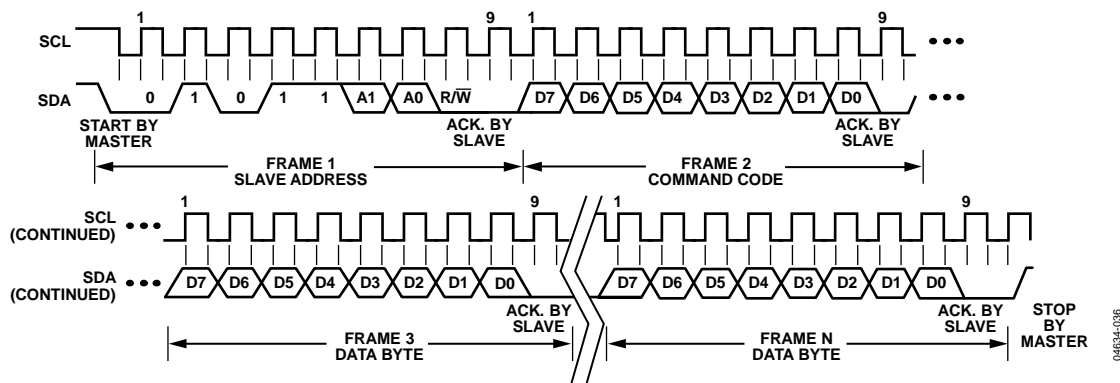 1 9 1 9
SCL
SDA 0 1 0 1 1 A1 A0 R/W̅ D7 D6 D5 D4 D3 D2 D1 D0
START BY MASTER
ACK. BY SLAVE
ACK. BY SLAVE
FRAME 1
SLAVE ADDRESS
FRAME 2
COMMAND CODE
1 9 1 9
SCL
(CONTINUED)
SDA
(CONTINUED)
D7 D6 D5 D4 D3 D2 D1 D0 D7 D6 D5 D4 D3 D2 D1 D0
ACK. BY SLAVE
ACK. BY SLAVE
STOP BY MASTER
FRAME 3
DATA BYTE
FRAME N
DATA BYTE
04634-036